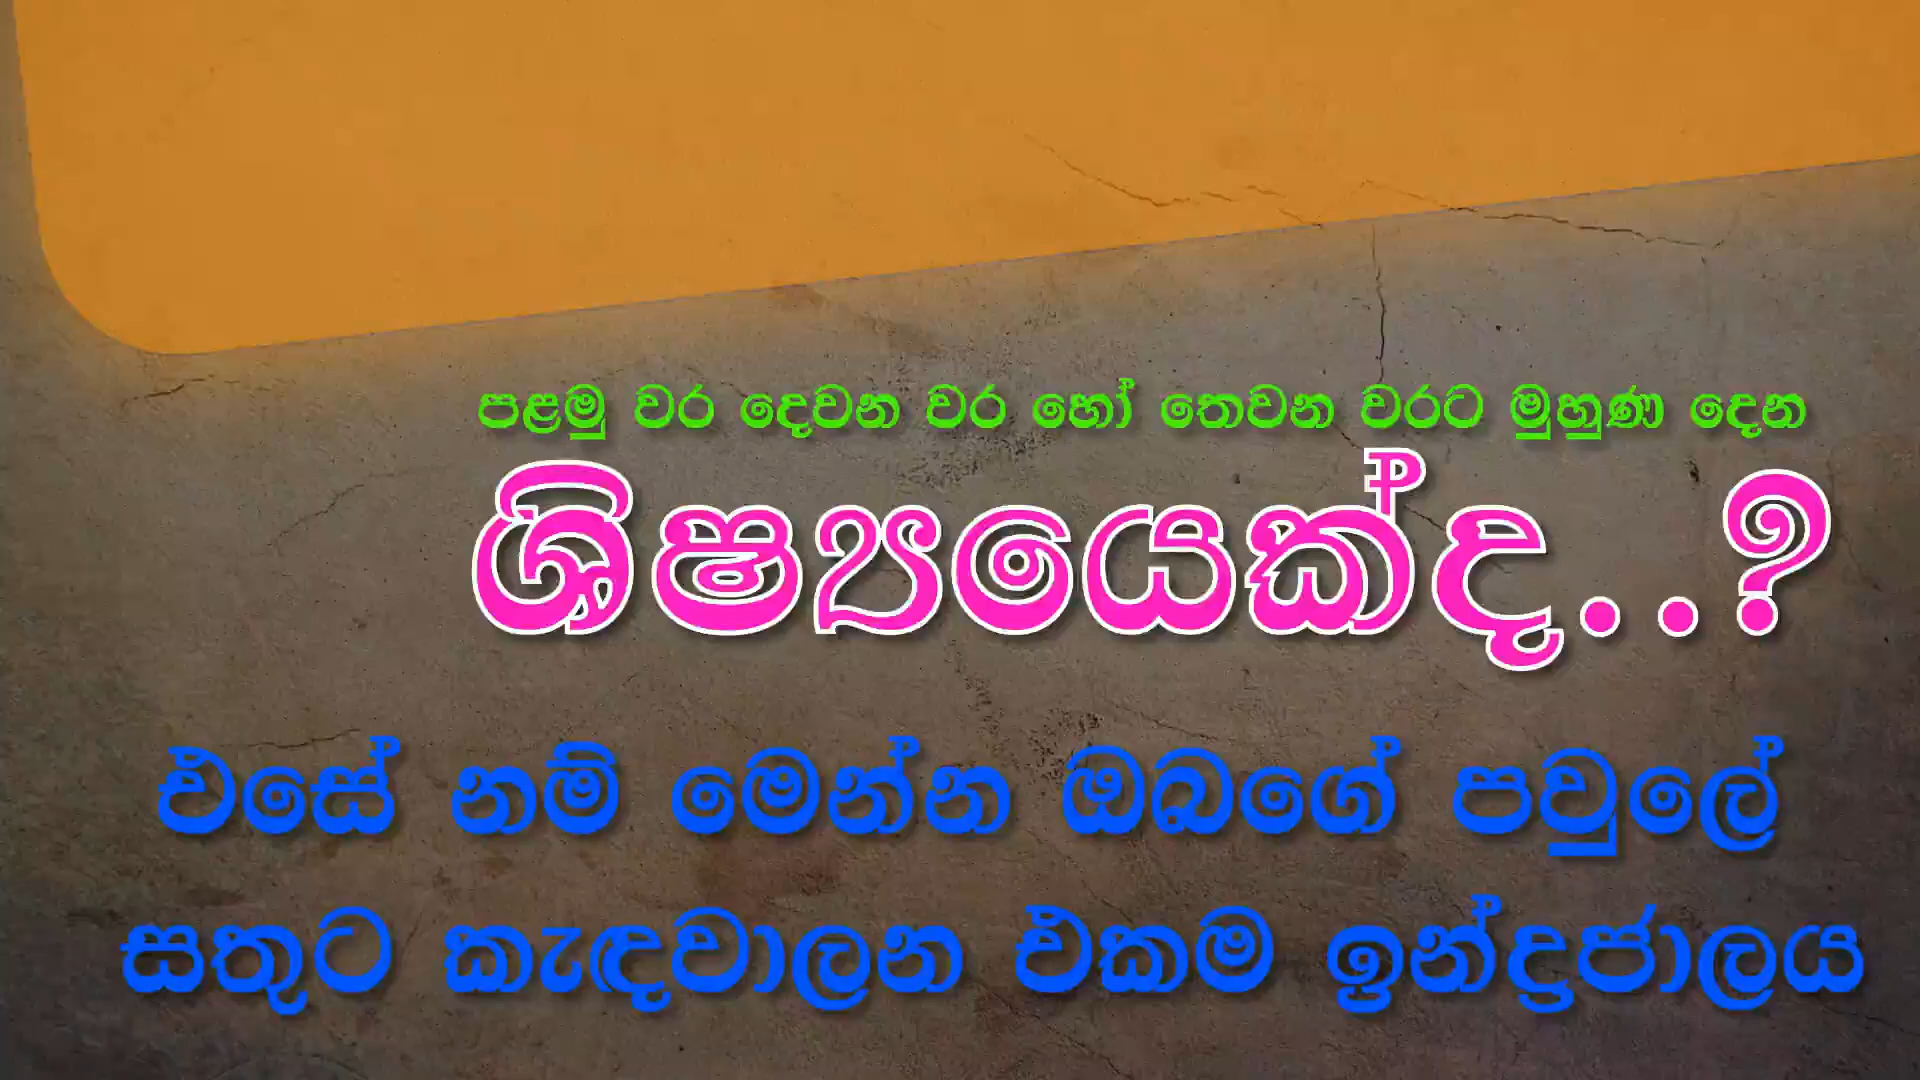 පළමු වර දෙවන වර හෝ තෙවන වරට මුහුණ දෙන
ශිෂ්‍යයෙක්ද..?
එසේ නම් මෙන්න ඔබගේ පවුලේ
සතුට කැඳවාලන එකම ඉන්ද්‍රජාලය